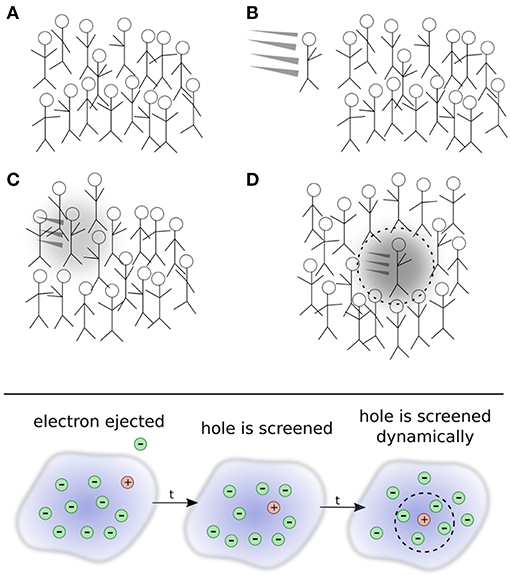 A
B
C
D
electron ejected
hole is screened
hole is screened
dynamically
t
t